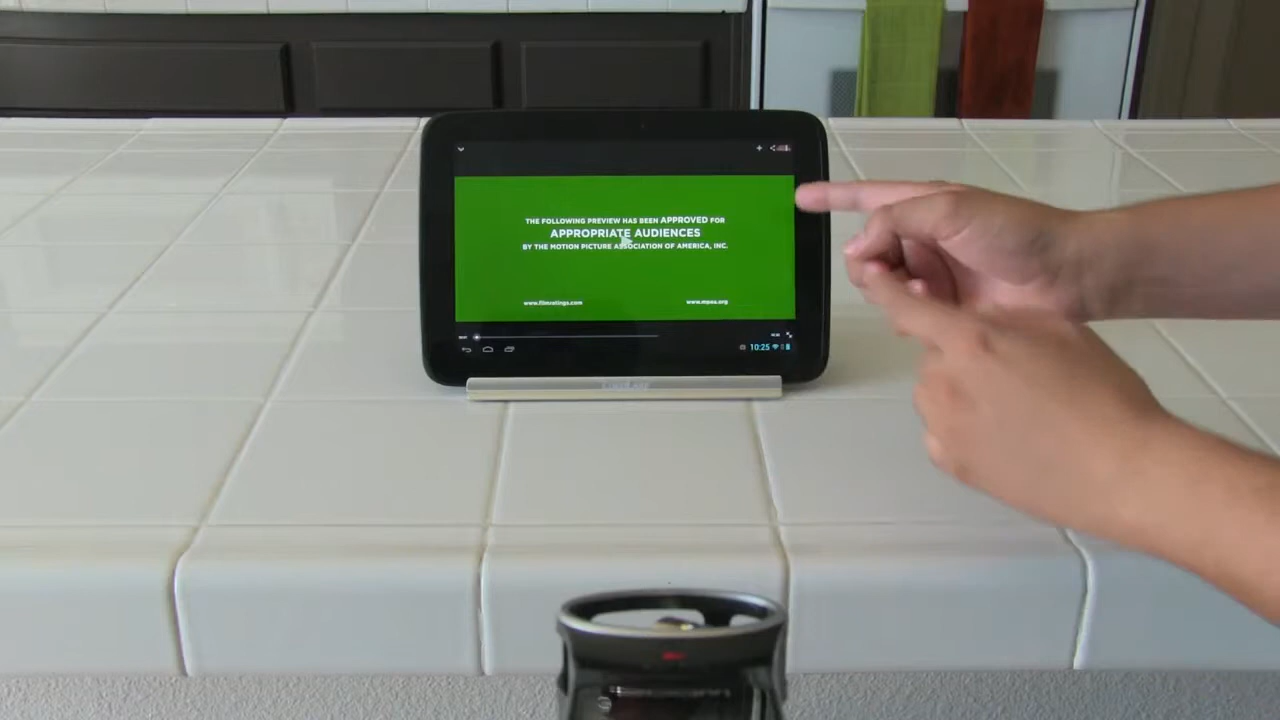 THE FOLLOWING PREVIEW HAS BEEN APPROVED FOR
APPROPRIATE AUDIENCES
BY THE MOTION PICTURE ASSOCIATION OF AMERICA, INC.
www.filmratings.com www.mpaa.org
10:25